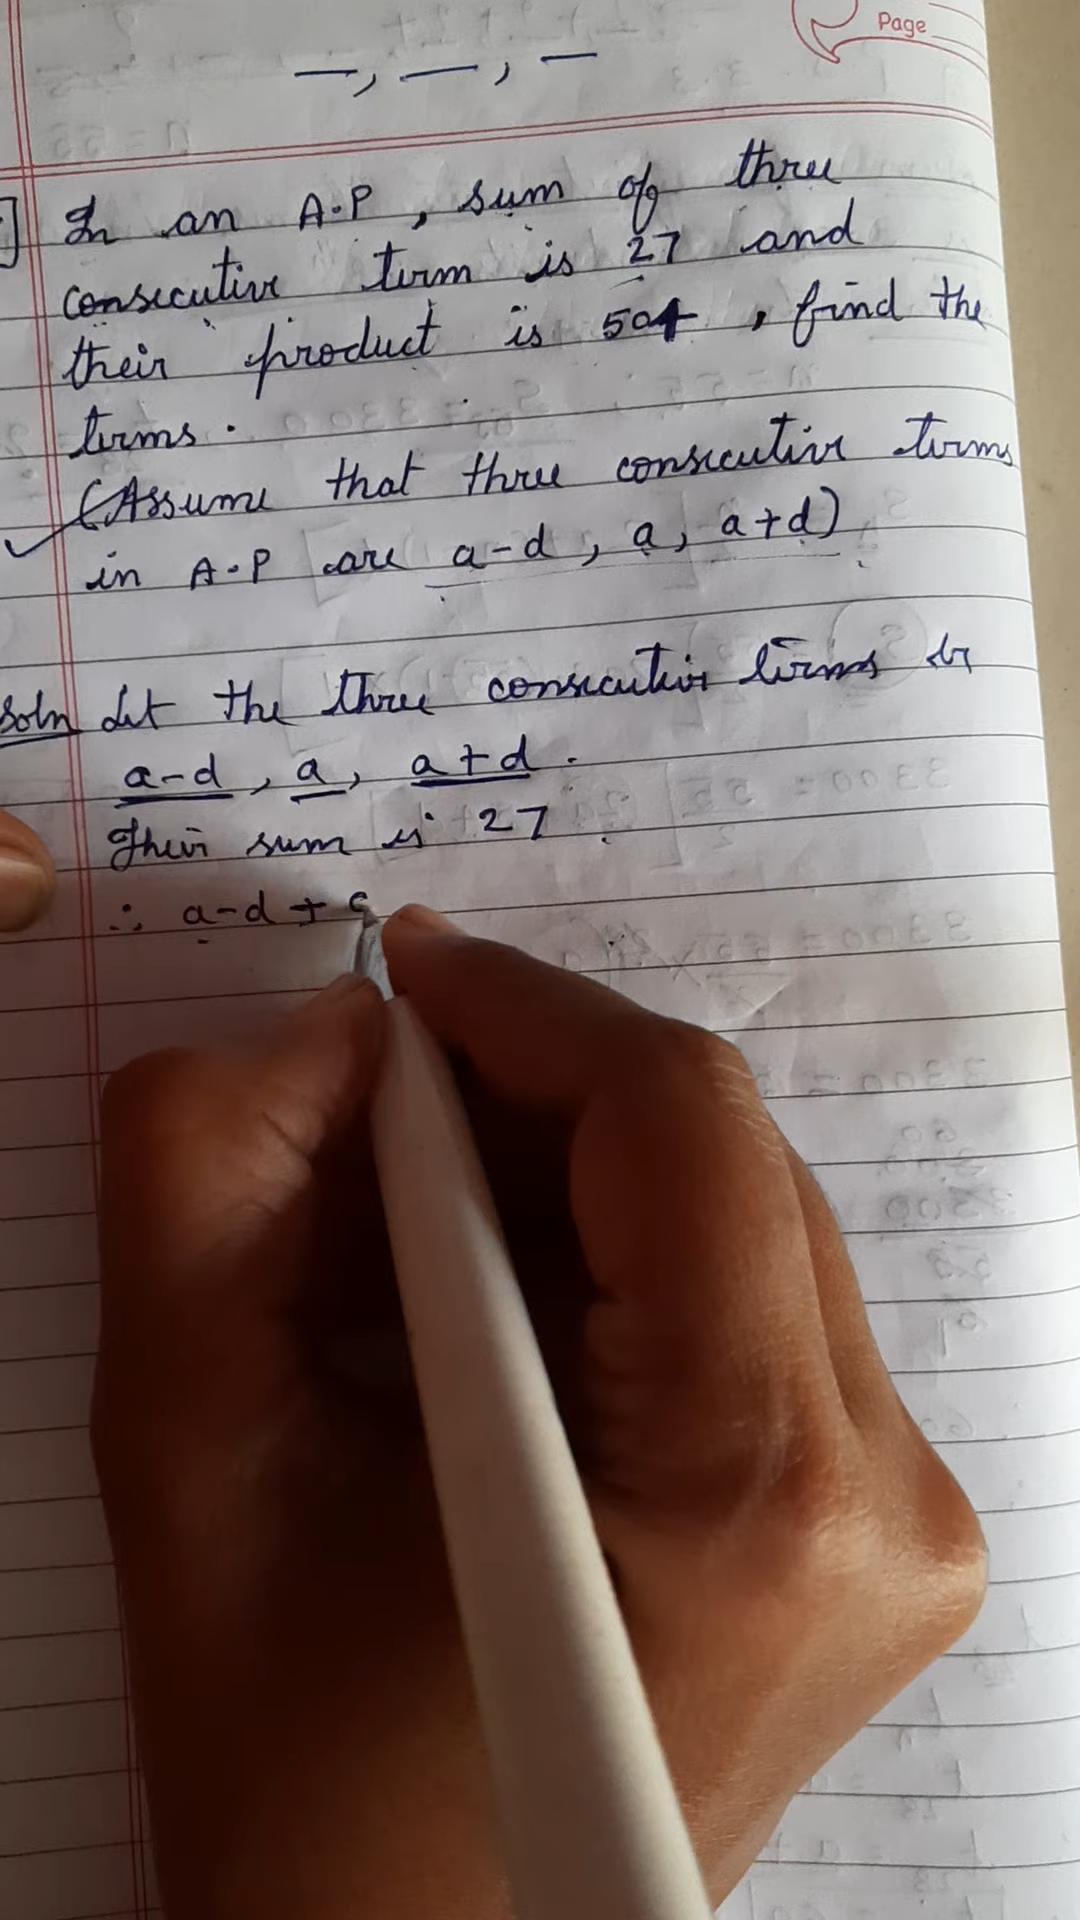 Page
—, —, —
In an A.P, sum of three
consecutive term is 27 and
their product is 504, find the
terms.
(Assume that three consecutive terms
in A.P are a-d, a, a+d)
Soln Let the three consecutive terms be
a-d, a, a+d.
Their sum is 27.
∴ a-d + a